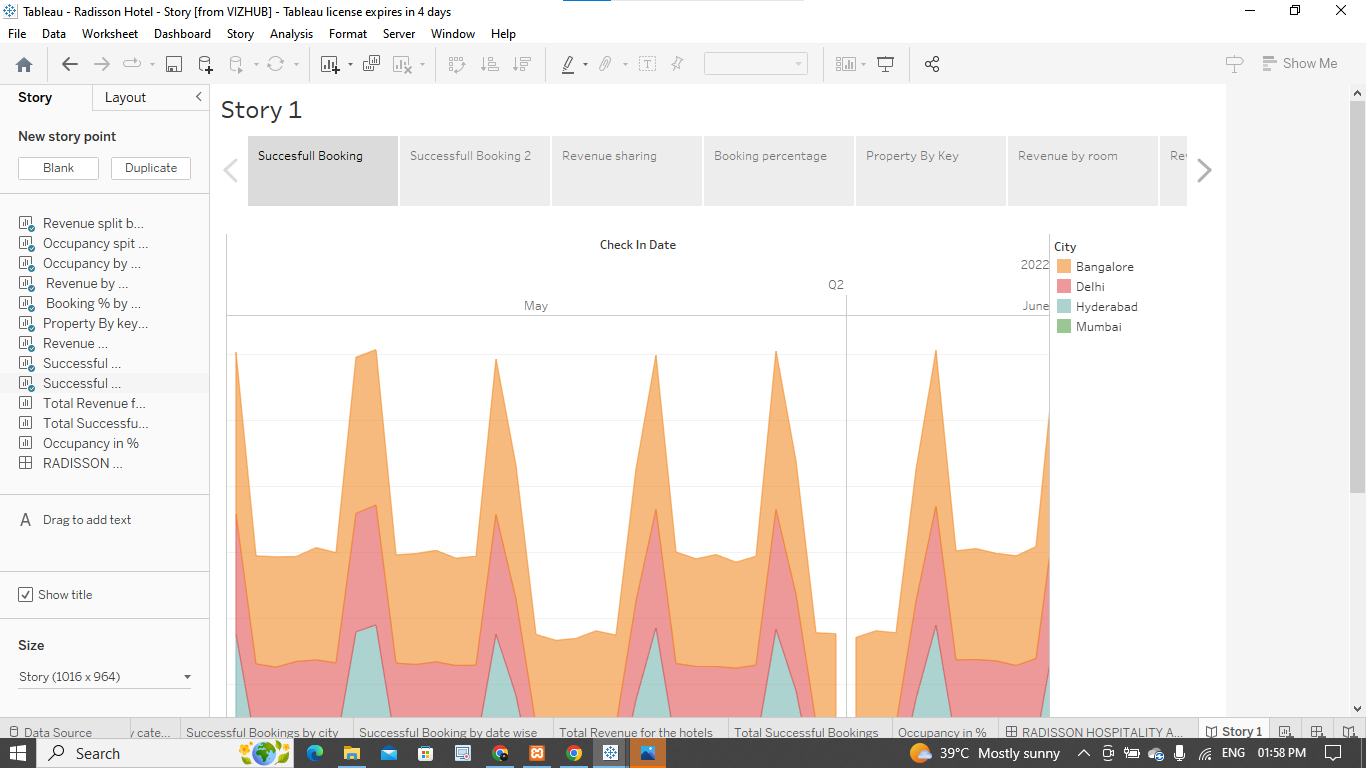 Tableau - Radisson Hotel - Story [from VIZHUB] - Tableau license expires in 4 days
File Data Worksheet Dashboard Story Analysis Format Server Window Help
Show Me
Story Layout
New story point
Blank Duplicate
Revenue split b...
Occupancy spit ...
Occupancy by ...
Revenue by ...
Booking % by ...
Property By key...
Revenue ...
Successful ...
Successful ...
Total Revenue f...
Total Successfu...
Occupancy in %
RADISSON ...
A Drag to add text
Show title
Size
Story (1016 x 964)
Story 1
Succesfull Booking Successfull Booking 2 Revenue sharing Booking percentage Property By Key Revenue by room Rev
Check In Date
2022
Q2
May June
City
Bangalore
Delhi
Hyderabad
Mumbai
Data Source y cate... Successful Bookings by city Successful Booking by date wise Total Revenue for the hotels Total Successful Bookings Occupancy in % RADISSON HOSPITALITY A... Story 1
Search 39°C Mostly sunny ENG 01:58 PM